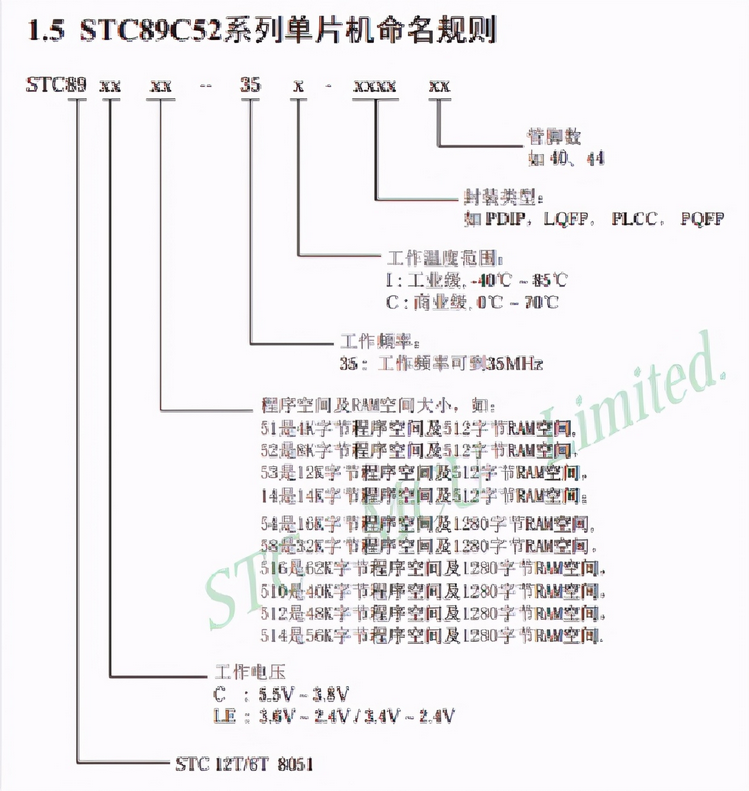 1.5 STC89C52系列单片机命名规则
STC89 xx xx -- 35 x - xxxx xx
管脚数
如 40、44
封装类型：
如 PDIP， LQFP， PLCC， PQFP
工作温度范围：
I : 工业级, -40℃ ~ 85℃
C : 商业级, 0℃ ~ 70℃
工作频率：
35： 工作频率可到35MHz
程序空间及RAM空间大小，如：
51是4K字节程序空间及512字节RAM空间，
52是8K字节程序空间及512字节RAM空间，
53是12K字节程序空间及512字节RAM空间，
14是14K字节程序空间及512字节RAM空间；
54是16K字节程序空间及1280字节RAM空间，
58是32K字节程序空间及1280字节RAM空间，
516是62K字节程序空间及1280字节RAM空间，
510是40K字节程序空间及1280字节RAM空间，
512是48K字节程序空间及1280字节RAM空间，
514是56K字节程序空间及1280字节RAM空间.
工作电压
C : 5.5V ~ 3.8V
LE : 3.6V ~ 2.4V / 3.4V ~ 2.4V
STC 12T/6T 8051
STC MCU Limited.